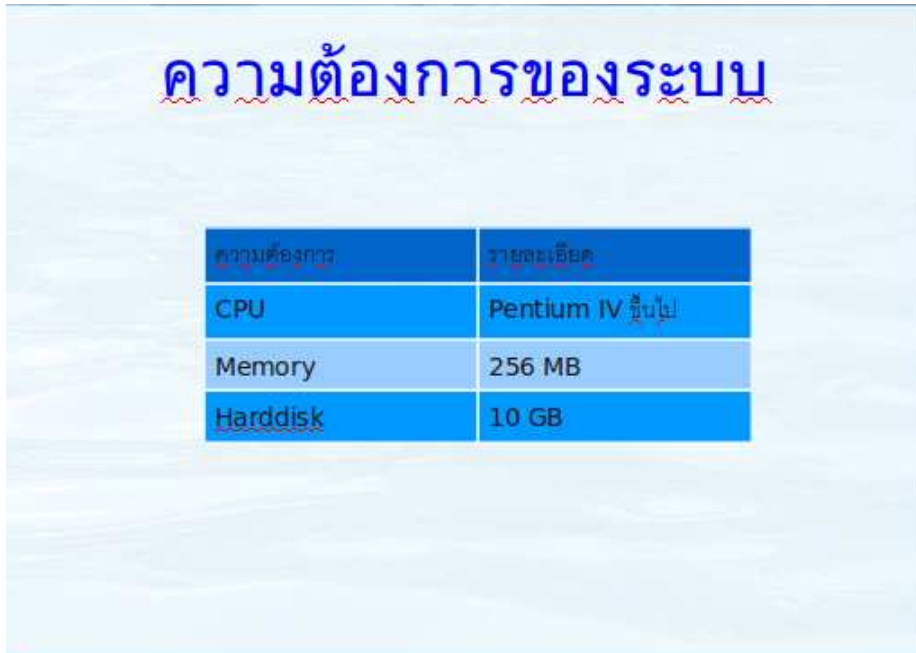 ความต้องการของระบบ
ความต้องการ รายละเอียด
CPU Pentium IV ขึ้นไป
Memory 256 MB
Harddisk 10 GB